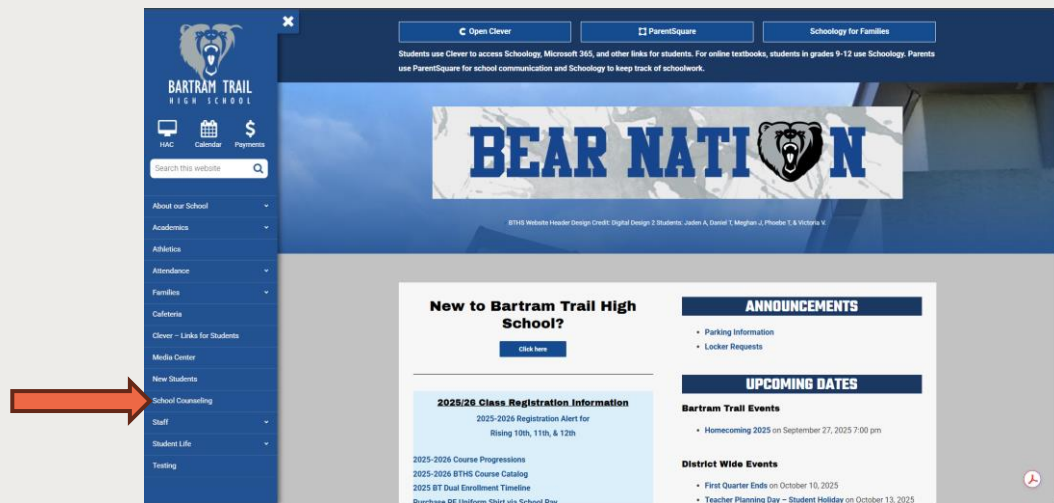 BARTRAM TRAIL
HIGH SCHOOL
HAC Calendar Payments
Search this website
About our School
Academics
Athletics
Attendance
Families
Cafeteria
Clever – Links for Students
Media Center
New Students
School Counseling
Staff
Student Life
Testing
Open Clever
ParentSquare
Schoology for Families
Students use Clever to access Schoology, Microsoft 365, and other links for students. For online textbooks, students in grades 9-12 use Schoology. Parents
use ParentSquare for school communication and Schoology to keep track of schoolwork.
BEAR NATI N
BTHS Website Header Design Credit: Digital Design 2 Students: Jaden A, Daniel T, Meghan J, Phoebe T, & Victoria V.
New to Bartram Trail High
School?
Click here
2025/26 Class Registration Information
2025-2026 Registration Alert for
Rising 10th, 11th, & 12th
2025-2026 Course Progressions
2025-2026 BTHS Course Catalog
2025 BT Dual Enrollment Timeline
Purchase PE Uniform Shirt via School Pay
ANNOUNCEMENTS
• Parking Information
• Locker Requests
UPCOMING DATES
Bartram Trail Events
• Homecoming 2025 on September 27, 2025 7:00 pm
District Wide Events
• First Quarter Ends on October 10, 2025
• Teacher Planning Day – Student Holiday on October 13, 2025